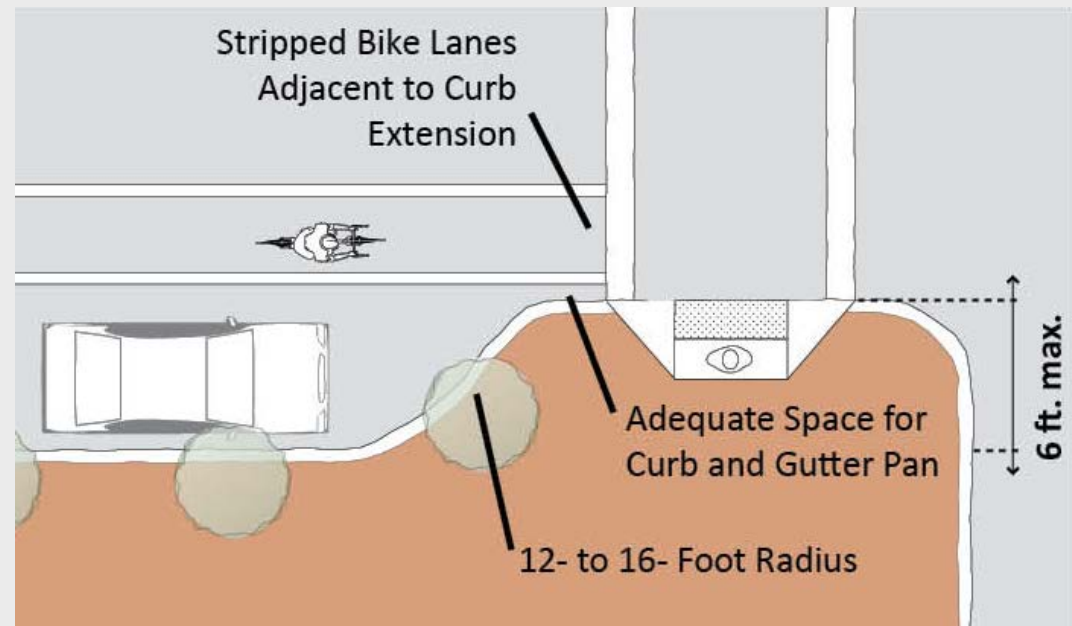 Stripped Bike Lanes
Adjacent to Curb
Extension
Adequate Space for
Curb and Gutter Pan
6 ft. max.
12- to 16- Foot Radius